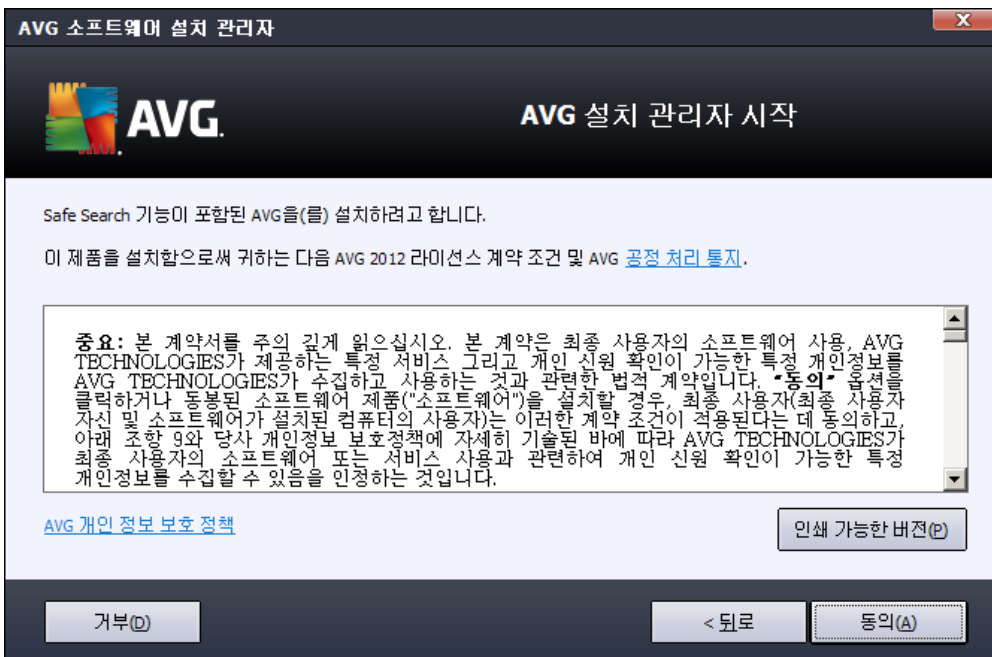 AVG 소프트웨어 설치 관리자
X
AVG.
AVG 설치 관리자 시작
Safe Search 기능이 포함된 AVG을(를) 설치하려고 합니다.
이 제품을 설치함으로써 귀하는 다음 AVG 2012 라이선스 계약 조건 및 AVG 공정 처리 통지.
중요: 본 계약서를 주의 깊게 읽으십시오. 본 계약은 최종 사용자의 소프트웨어 사용, AVG
TECHNOLOGIES가 제공하는 특정 서비스 그리고 개인 신원 확인이 가능한 특정 개인정보를
AVG TECHNOLOGIES가 수집하고 사용하는 것과 관련한 법적 계약입니다. "동의" 옵션을
클릭하거나 동봉된 소프트웨어 제품("소프트웨어")을 설치할 경우, 최종 사용자(최종 사용자
자신 및 소프트웨어가 설치된 컴퓨터의 사용자)는 이러한 계약 조건이 적용된다는 데 동의하고,
아래 조항 9와 당사 개인정보 보호정책에 자세히 기술된 바에 따라 AVG TECHNOLOGIES가
최종 사용자의 소프트웨어 또는 서비스 사용과 관련하여 개인 신원 확인이 가능한 특정
개인정보를 수집할 수 있음을 인정하는 것입니다.
AVG 개인 정보 보호 정책
인쇄 가능한 버전(P)
거부(D)
< 뒤로
동의(A)